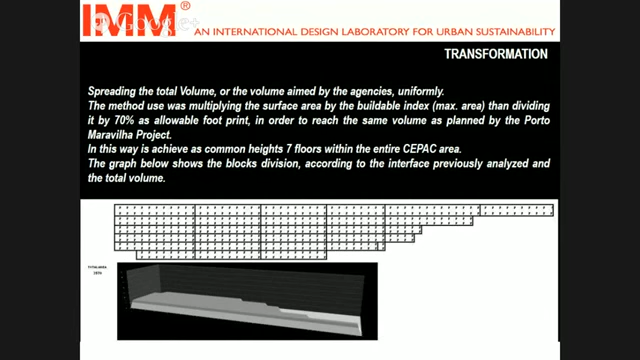 IMM®
Google+
AN INTERNATIONAL DESIGN LABORATORY FOR URBAN SUSTAINABILITY
TRANSFORMATION
Spreading the total Volume, or the volume aimed by the agencies, uniformly.
The method use was multiplying the surface area by the buildable index (max. area) than dividing
it by 70% as allowable foot print, in order to reach the same volume as planned by the Porto
Maravilha Project.
In this way is achieve as common heights 7 floors within the entire CEPAC area.
The graph below shows the blocks division, according to the interface previously analyzed and
the total volume.